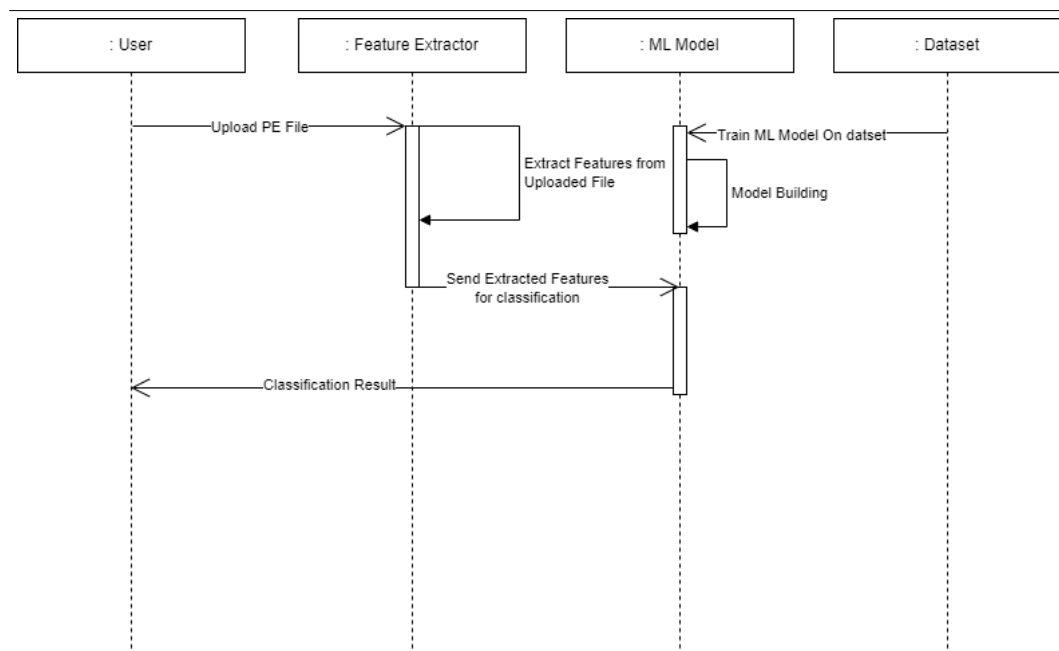 : User
: Feature Extractor
: ML Model
: Dataset
Upload PE File
Train ML Model On datset
Extract Features from
Uploaded File
Model Building
Send Extracted Features
for classification
Classification Result